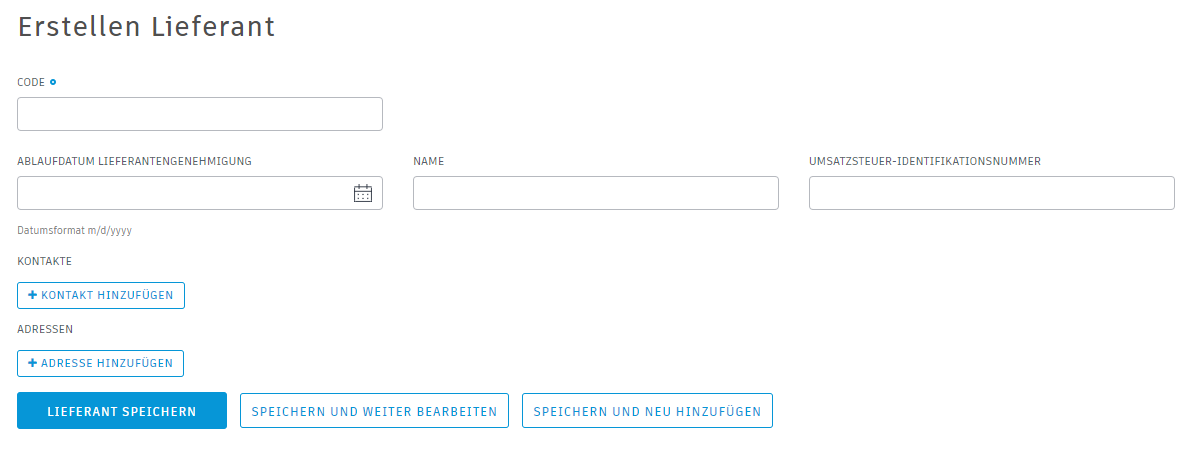 Erstellen Lieferant
CODE
ABLAUFDATUM LIEFERANTENGENEHMIGUNG
NAME
UMSATZSTEUER-IDENTIFIKATIONSNUMMER
Datumsformat m/d/yyyy
KONTAKTE
+ KONTAKT HINZUFÜGEN
ADRESSEN
+ ADRESSE HINZUFÜGEN
LIEFERANT SPEICHERN
SPEICHERN UND WEITER BEARBEITEN
SPEICHERN UND NEU HINZUFÜGEN